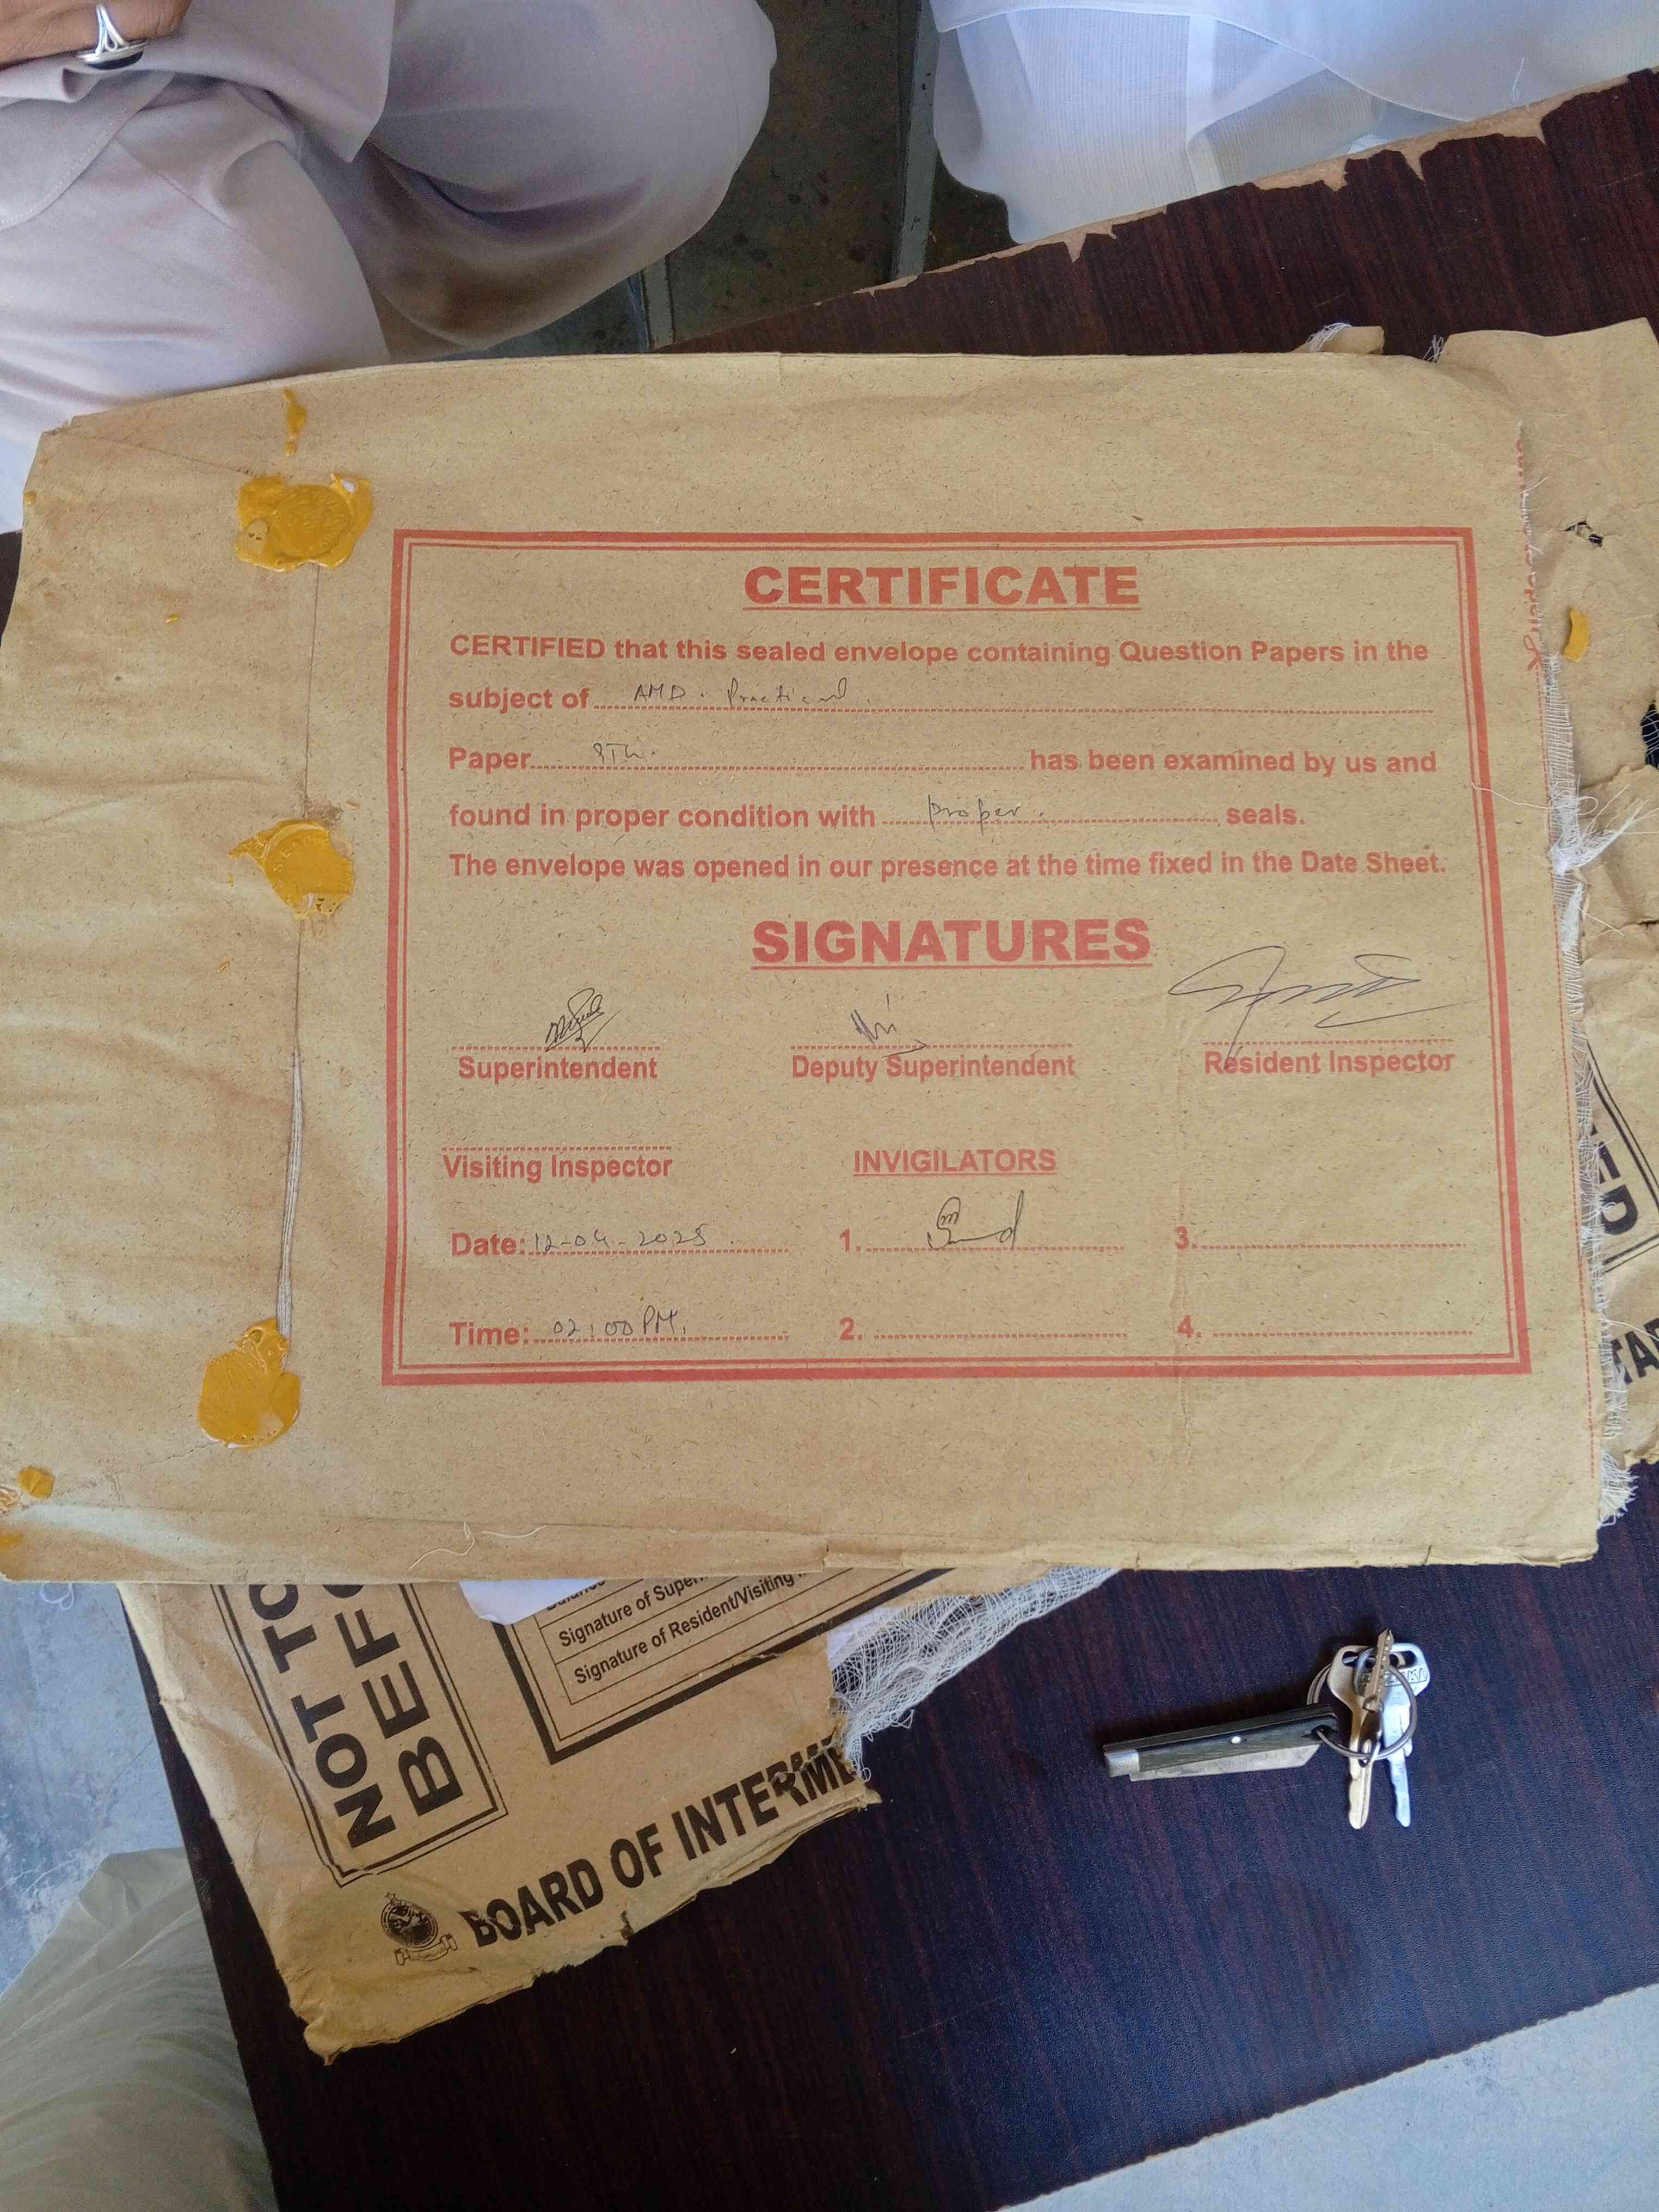 CERTIFICATE
CERTIFIED that this sealed envelope containing Question Papers in the
subject of AMD. Practical.
Paper 9Th. has been examined by us and
found in proper condition with proper. seals.
The envelope was opened in our presence at the time fixed in the Date Sheet.
SIGNATURES
Superintendent Deputy Superintendent Resident Inspector
Visiting Inspector INVIGILATORS
Date: 12-04-2025. 1. 3.
Time: 02:00 PM. 2. 4.
NOT TO
BEFO
Signature of Super
Signature of Resident/Visiting
BOARD OF INTERME